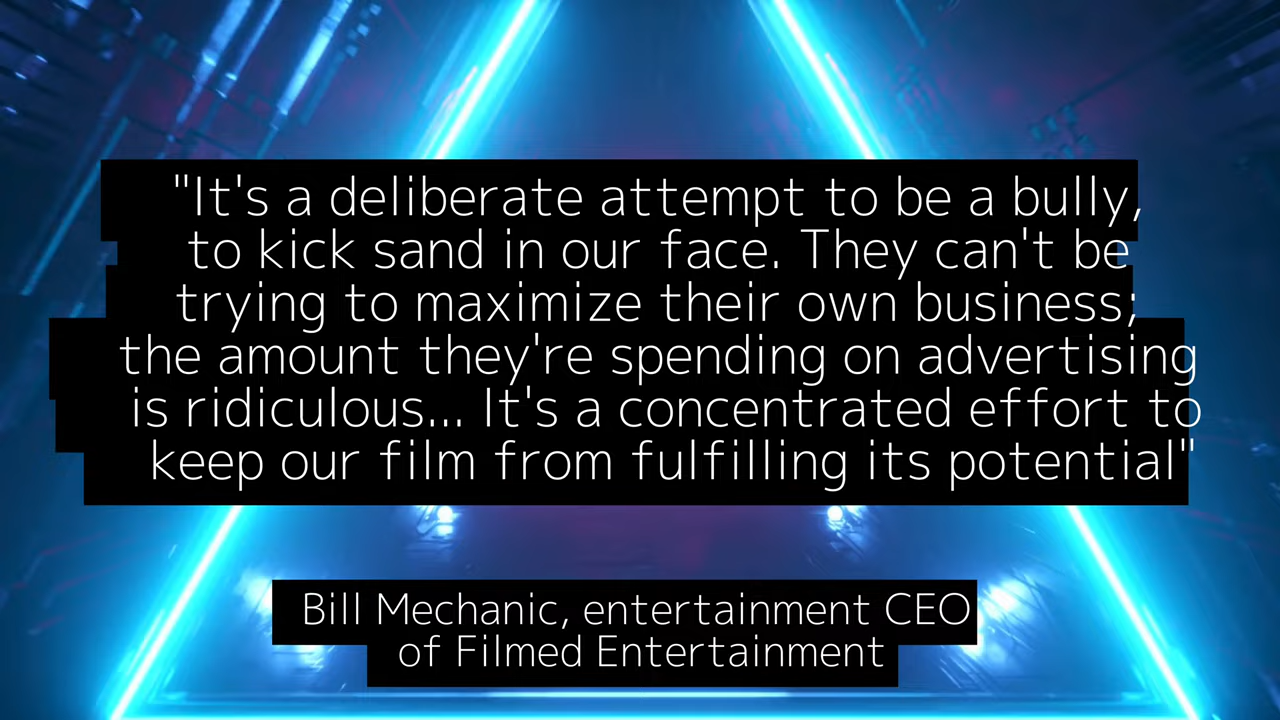 "It's a deliberate attempt to be a bully,
to kick sand in our face. They can't be
trying to maximize their own business;
the amount they're spending on advertising
is ridiculous... It's a concentrated effort to
keep our film from fulfilling its potential"
Bill Mechanic, entertainment CEO
of Filmed Entertainment